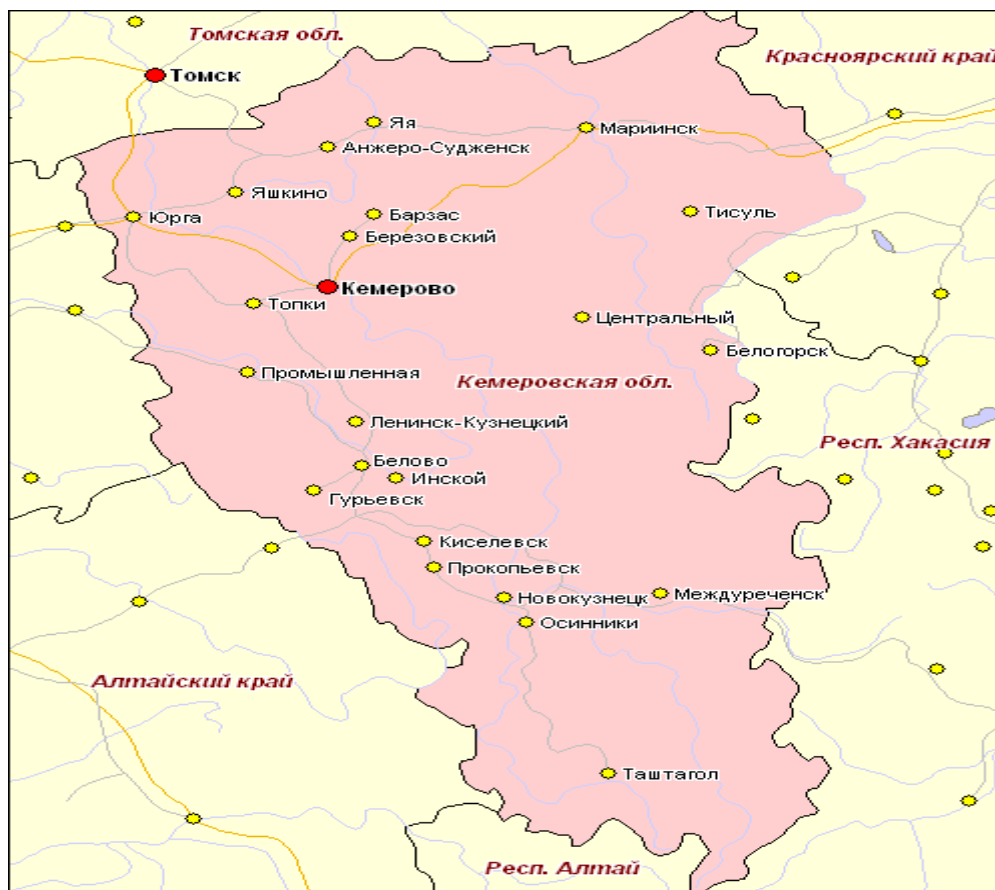 Томская обл.
Красноярский край
Томск
Яя
Мариинск
Анжеро-Судженск
Яшкино
Юрга
Барзас
Тисуль
Березовский
Кемерово
Топки
Центральный
Белогорск
Промышленная
Кемеровская обл.
Ленинск-Кузнецкий
Респ. Хакасия
Белово
Инской
Гурьевск
Киселевск
Прокопьевск
Новокузнецк
Междуреченск
Осинники
Алтайский край
Таштагол
Респ. Алтай